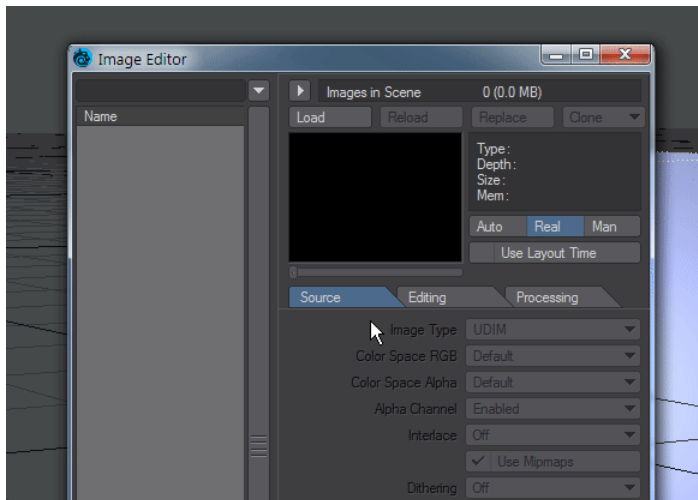 Image Editor
Images in Scene 0 (0.0 MB)
Name
Load Reload Replace Clone
Type :
Depth :
Size :
Mem :
Auto Real Man
Use Layout Time
Source Editing Processing
Image Type UDIM
Color Space RGB Default
Color Space Alpha Default
Alpha Channel Enabled
Interlace Off
Use Mipmaps
Dithering Off